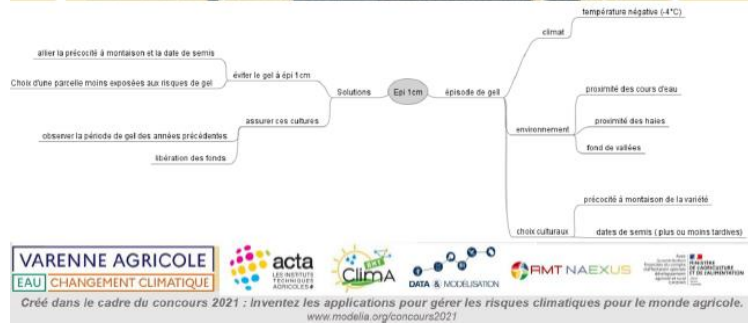 température négative (-4°C)
climat
allier la précocité à montaison et la date de semis
éviter le gel à épi 1cm
Choix d'une parcelle moins exposées aux risques de gel
Solutions
Epi 1cm
épisode de gell
proximité des cours d'eau
assurer ces cultures
environnement
proximité des haies
observer la période de gel des années précédentes
fond de vallées
libération des fonds
précocité à montaison de la variété
choix culturaux
dates de semis ( plus ou moins tardives)
VARENNE AGRICOLE
EAU CHANGEMENT CLIMATIQUE
acta
LES INSTITUTS
TECHNIQUES
AGRICOLES
RMT
ClimA
DATA & MODÉLISATION
RMT NAEXUS
MINISTÈRE
DE L'AGRICULTURE
ET DE L'ALIMENTATION
Créé dans le cadre du concours 2021 : Inventez les applications pour gérer les risques climatiques pour le monde agricole.
www.modelia.org/concours2021